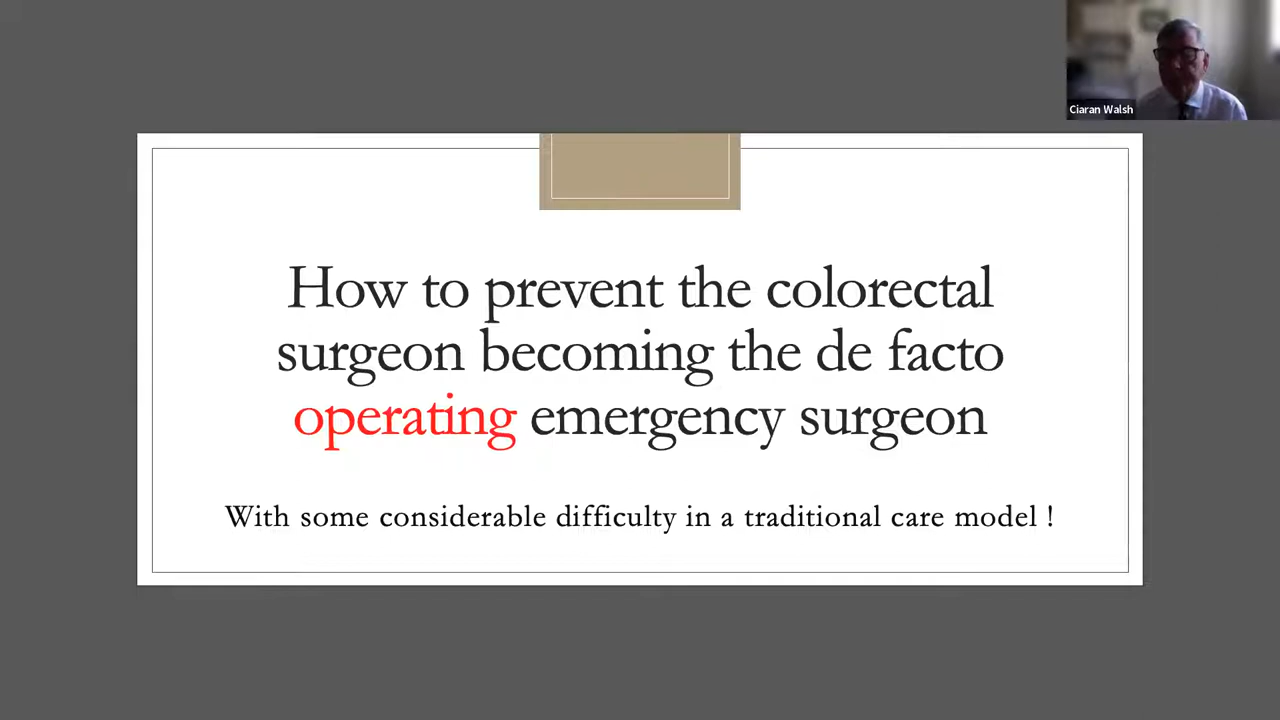 Ciaran Walsh
How to prevent the colorectal
surgeon becoming the de facto
operating emergency surgeon
With some considerable difficulty in a traditional care model !